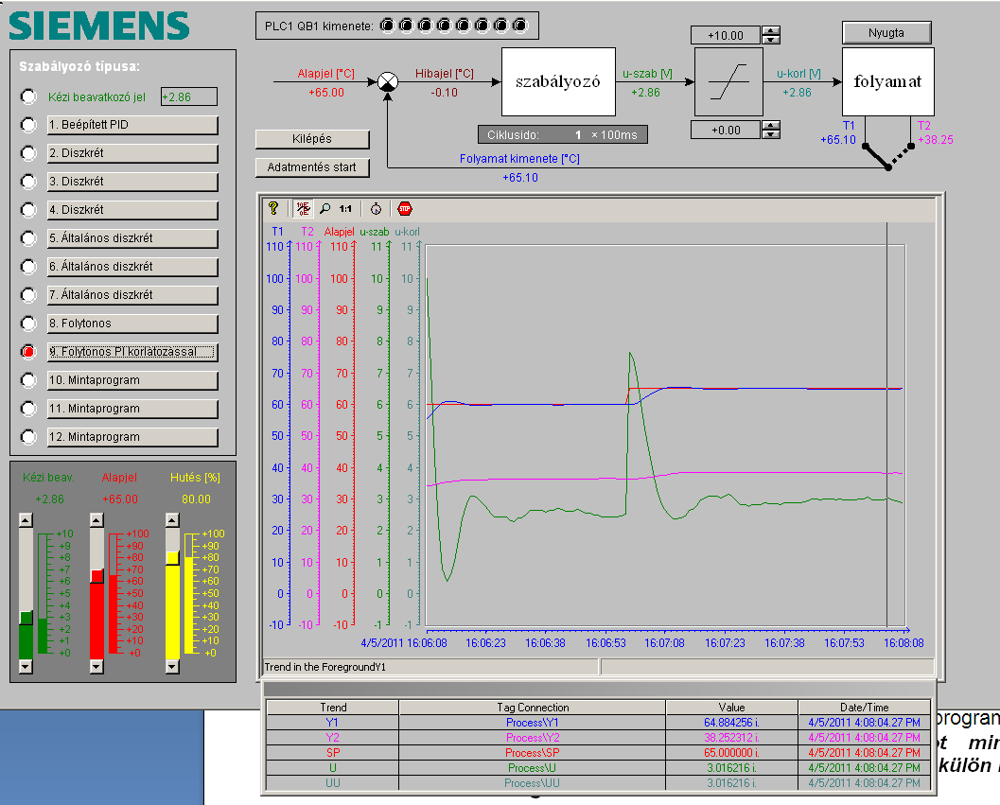 SIEMENS
PLC1 QB1 kimenete:
Szabályozó típusa:
Kézi beavatkozó jel +2.86
1. Beépített PID
2. Diszkrét
3. Diszkrét
4. Diszkrét
5. Általános diszkrét
6. Általános diszkrét
7. Általános diszkrét
8. Folytonos
9. Folytonos PI korlátozással
10. Mintaprogram
11. Mintaprogram
12. Mintaprogram
Kézi beav. Alapjel Hutés [%]
+2.86 +65.00 80.00
+10 +100 +100
+9 +90 +90
+8 +80 +80
+7 +70 +70
+6 +60 +60
+5 +50 +50
+4 +40 +40
+3 +30 +30
+2 +20 +20
+1 +10 +10
+0 +0 +0
Alapjel [°C]
+65.00
Hibajel [°C]
-0.10
szabályozó
u-szab [V]
+2.86
+10.00
+0.00
u-korl [V]
+2.86
Nyugta
folyamat
T1
+65.10
T2
+38.25
Ciklusido: 1 × 100ms
Folyamat kimenete [°C]
+65.10
Kilépés
Adatmentés start
1:1
STOP
T1 T2 Alapjel u-szab u-korl
110 110 110 11 11
100 100 100 10 10
90 90 90 9 9
80 80 80 8 8
70 70 70 7 7
60 60 60 6 6
50 50 50 5 5
40 40 40 4 4
30 30 30 3 3
20 20 20 2 2
10 10 10 1 1
0 0 0 0 0
-10 -10 -10 -1 -1
4/5/2011 16:06:08 16:06:23 16:06:38 16:06:53 16:07:08 16:07:23 16:07:38 16:07:53 16:08:08
Trend in the ForegroundY1
Trend Tag Connection Value Date/Time
Y1 Process\Y1 64.884256 i. 4/5/2011 4:08:04.27 PM
Y2 Process\Y2 38.252312 i. 4/5/2011 4:08:04.27 PM
SP Process\SP 65.000000 i. 4/5/2011 4:08:04.27 PM
U Process\U 3.016216 i. 4/5/2011 4:08:04.27 PM
UU Process\UU 3.016216 i. 4/5/2011 4:08:04.27 PM
program
külön